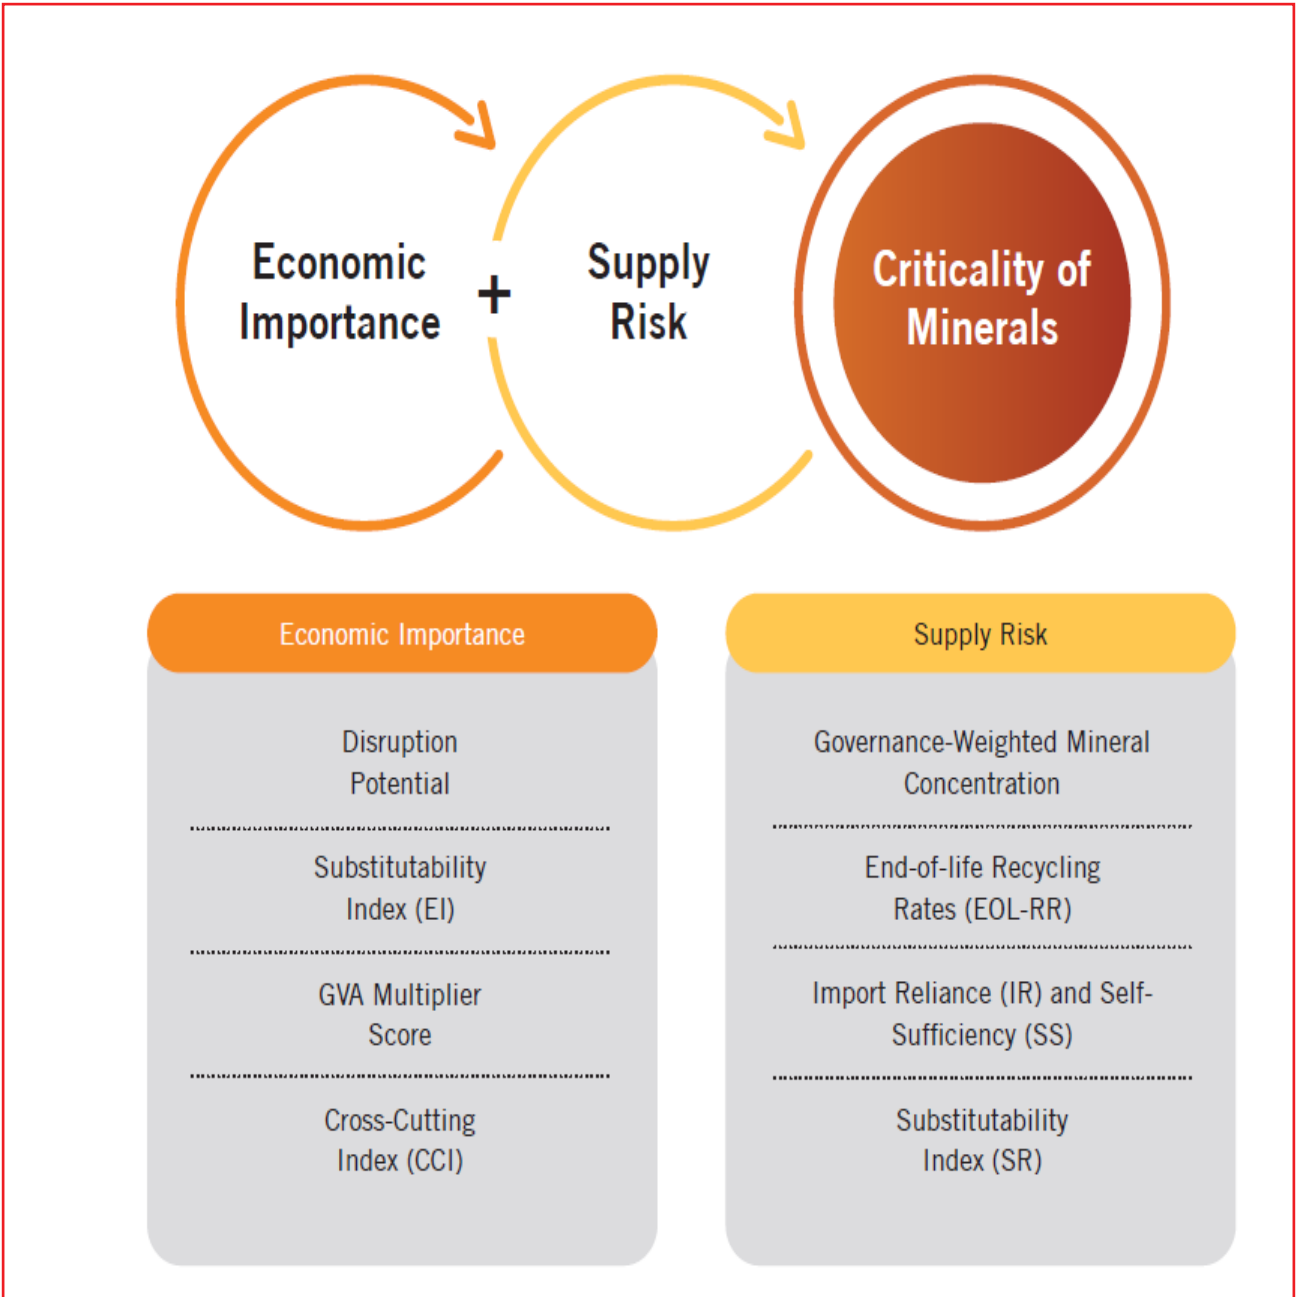 Economic
Importance
+
Supply
Risk
Criticality of
Minerals
Economic Importance
Disruption
Potential
Substitutability
Index (EI)
GVA Multiplier
Score
Cross-Cutting
Index (CCI)
Supply Risk
Governance-Weighted Mineral
Concentration
End-of-life Recycling
Rates (EOL-RR)
Import Reliance (IR) and Self-
Sufficiency (SS)
Substitutability
Index (SR)